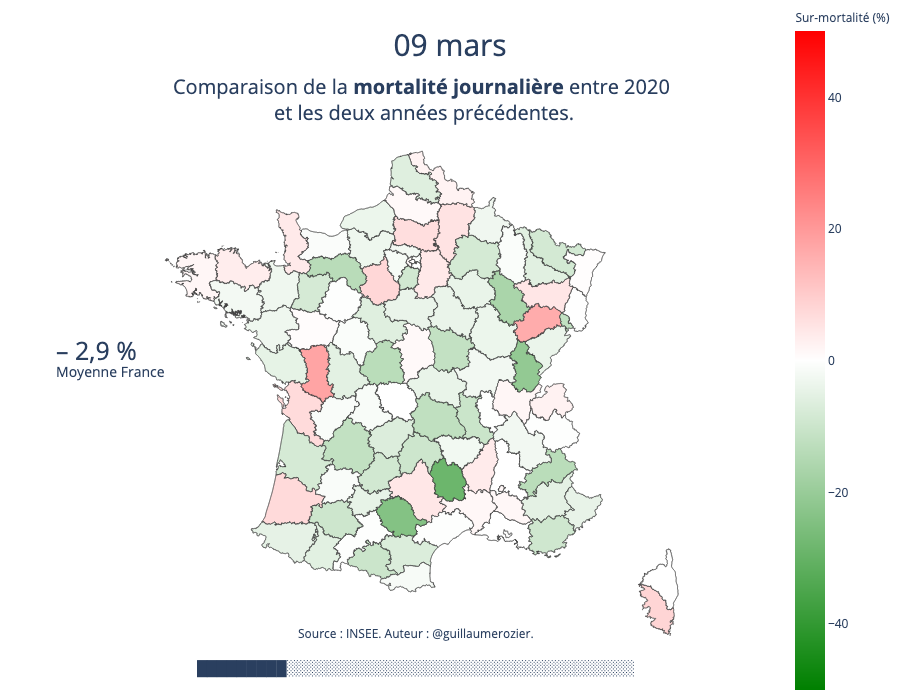 Sur-mortalité (%)
09 mars
Comparaison de la mortalité journalière entre 2020
et les deux années précédentes.
40
20
0
−20
−40
– 2,9 %
Moyenne France
Source : INSEE. Auteur : @guillaumerozier.